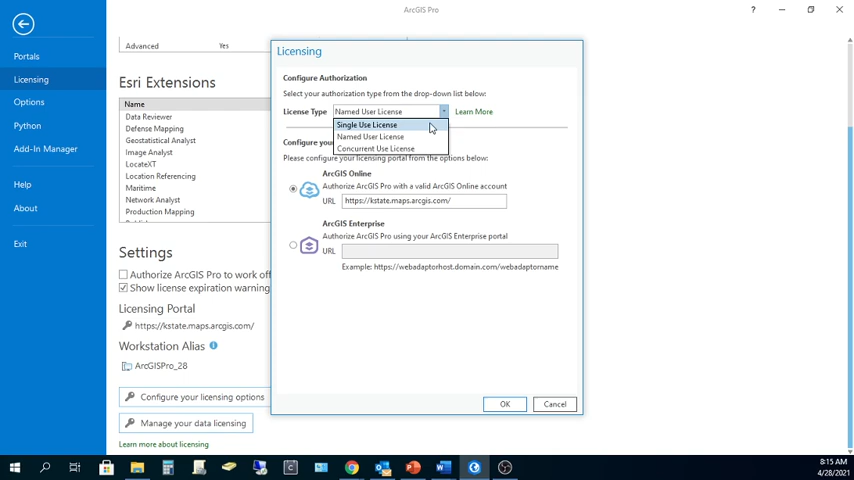 ArcGIS Pro
?
Portals
Licensing
Options
Python
Add-In Manager
Help
About
Exit
Advanced Yes
Esri Extensions
Name
Data Reviewer
Defense Mapping
Geostatistical Analyst
Image Analyst
LocateXT
Location Referencing
Maritime
Network Analyst
Production Mapping
Settings
Authorize ArcGIS Pro to work off
Show license expiration warning
Licensing Portal
https://kstate.maps.arcgis.com/
Workstation Alias
ArcGISPro_28
Configure your licensing options
Manage your data licensing
Learn more about licensing
Licensing
Configure Authorization
Select your authorization type from the drop-down list below:
License Type Named User License Learn More
Single Use License
Named User License
Concurrent Use License
Configure your
Please configure your licensing portal from the options below:
ArcGIS Online
Authorize ArcGIS Pro with a valid ArcGIS Online account
URL https://kstate.maps.arcgis.com/
ArcGIS Enterprise
Authorize ArcGIS Pro using your ArcGIS Enterprise portal
URL
Example: https://webadaptorhost.domain.com/webadaptorname
OK Cancel
8:15 AM
4/28/2021